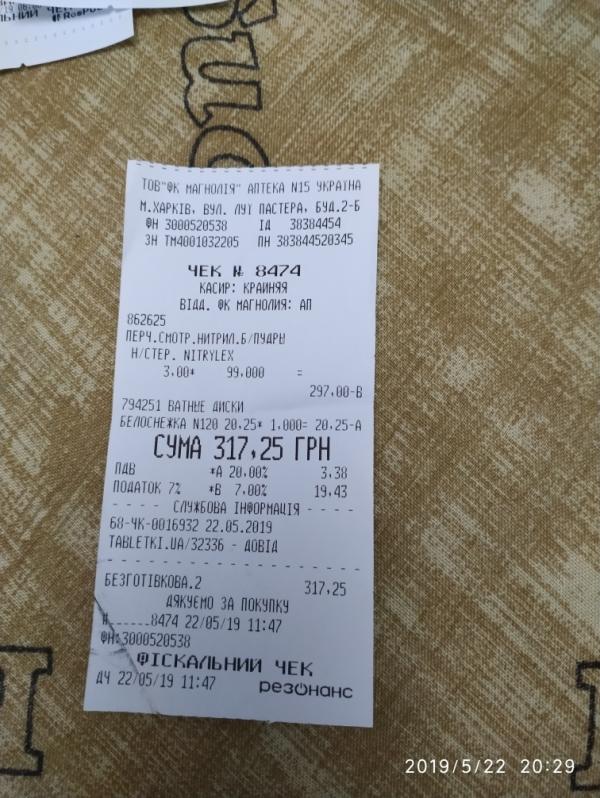 ТОВ"ФК МАГНОЛІЯ" АПТЕКА N15 УКРАЇНА
М.ХАРКІВ, ВУЛ. ЛУЇ ПАСТЕРА, БУД.2-Б
ФН 3000520538 ІД 38384454
ЗН ТМ4001032205 ПН 383844520345
ЧЕК № 8474
КАСИР: КРАЙНЯЯ
ВІДД. ФК МАГНОЛИЯ: АП
862625
ПЕРЧ.СМОТР.НИТРИЛ.Б/ПУДРЫ
Н/СТЕР. NITRYLEX
3.00* 99.000 =
297.00-В
794251 ВАТНЫЕ ДИСКИ
БЕЛОСНЕЖКА N120 20.25* 1.000= 20.25-А
СУМА 317,25 ГРН
ПДВ *А 20.00% 3.38
ПОДАТОК 7% *В 7.00% 19.43
- - - - СЛУЖБОВА ІНФОРМАЦІЯ - - - -
68-ЧК-0016932 22.05.2019
TABLETKI.UA/32336 - ДОВІД
БЕЗГОТІВКОВА.2 317,25
ДЯКУЄМО ЗА ПОКУПКУ
#______8474 22/05/19 11:47
ФН:3000520538
ФІСКАЛЬНИЙ ЧЕК
ДЧ 22/05/19 11:47 резонанс
2019/5/22 20:29